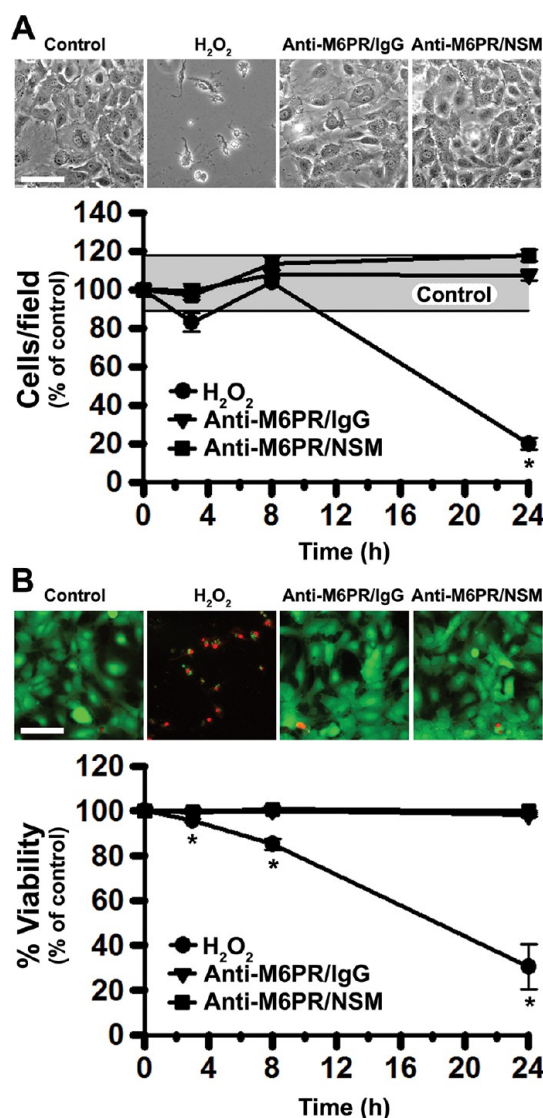 A
Control H₂O₂ Anti-M6PR/IgG Anti-M6PR/NSM
140
120
100
80
60
40
20
0
Cells/field
(% of control)
Control
H₂O₂
Anti-M6PR/IgG
Anti-M6PR/NSM
*
0 4 8 12 16 20 24
Time (h)
B
Control H₂O₂ Anti-M6PR/IgG Anti-M6PR/NSM
120
100
80
60
40
20
0
% Viability
(% of control)
*
*
H₂O₂
Anti-M6PR/IgG
Anti-M6PR/NSM
*
0 4 8 12 16 20 24
Time (h)